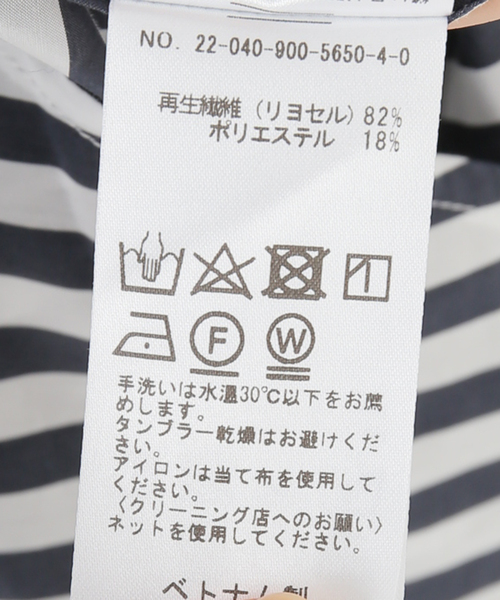 NO. 22-040-900-5650-4-0
再生繊維(リヨセル)82%
ポリエステル 18%
F W
手洗いは水温30℃以下をお薦
めします。
タンブラー乾燥はお避けくだ
さい。
アイロンは当て布を使用して
ください。
〈クリーニング店へのお願い〉
ネットを使用してください。
ベトナム製